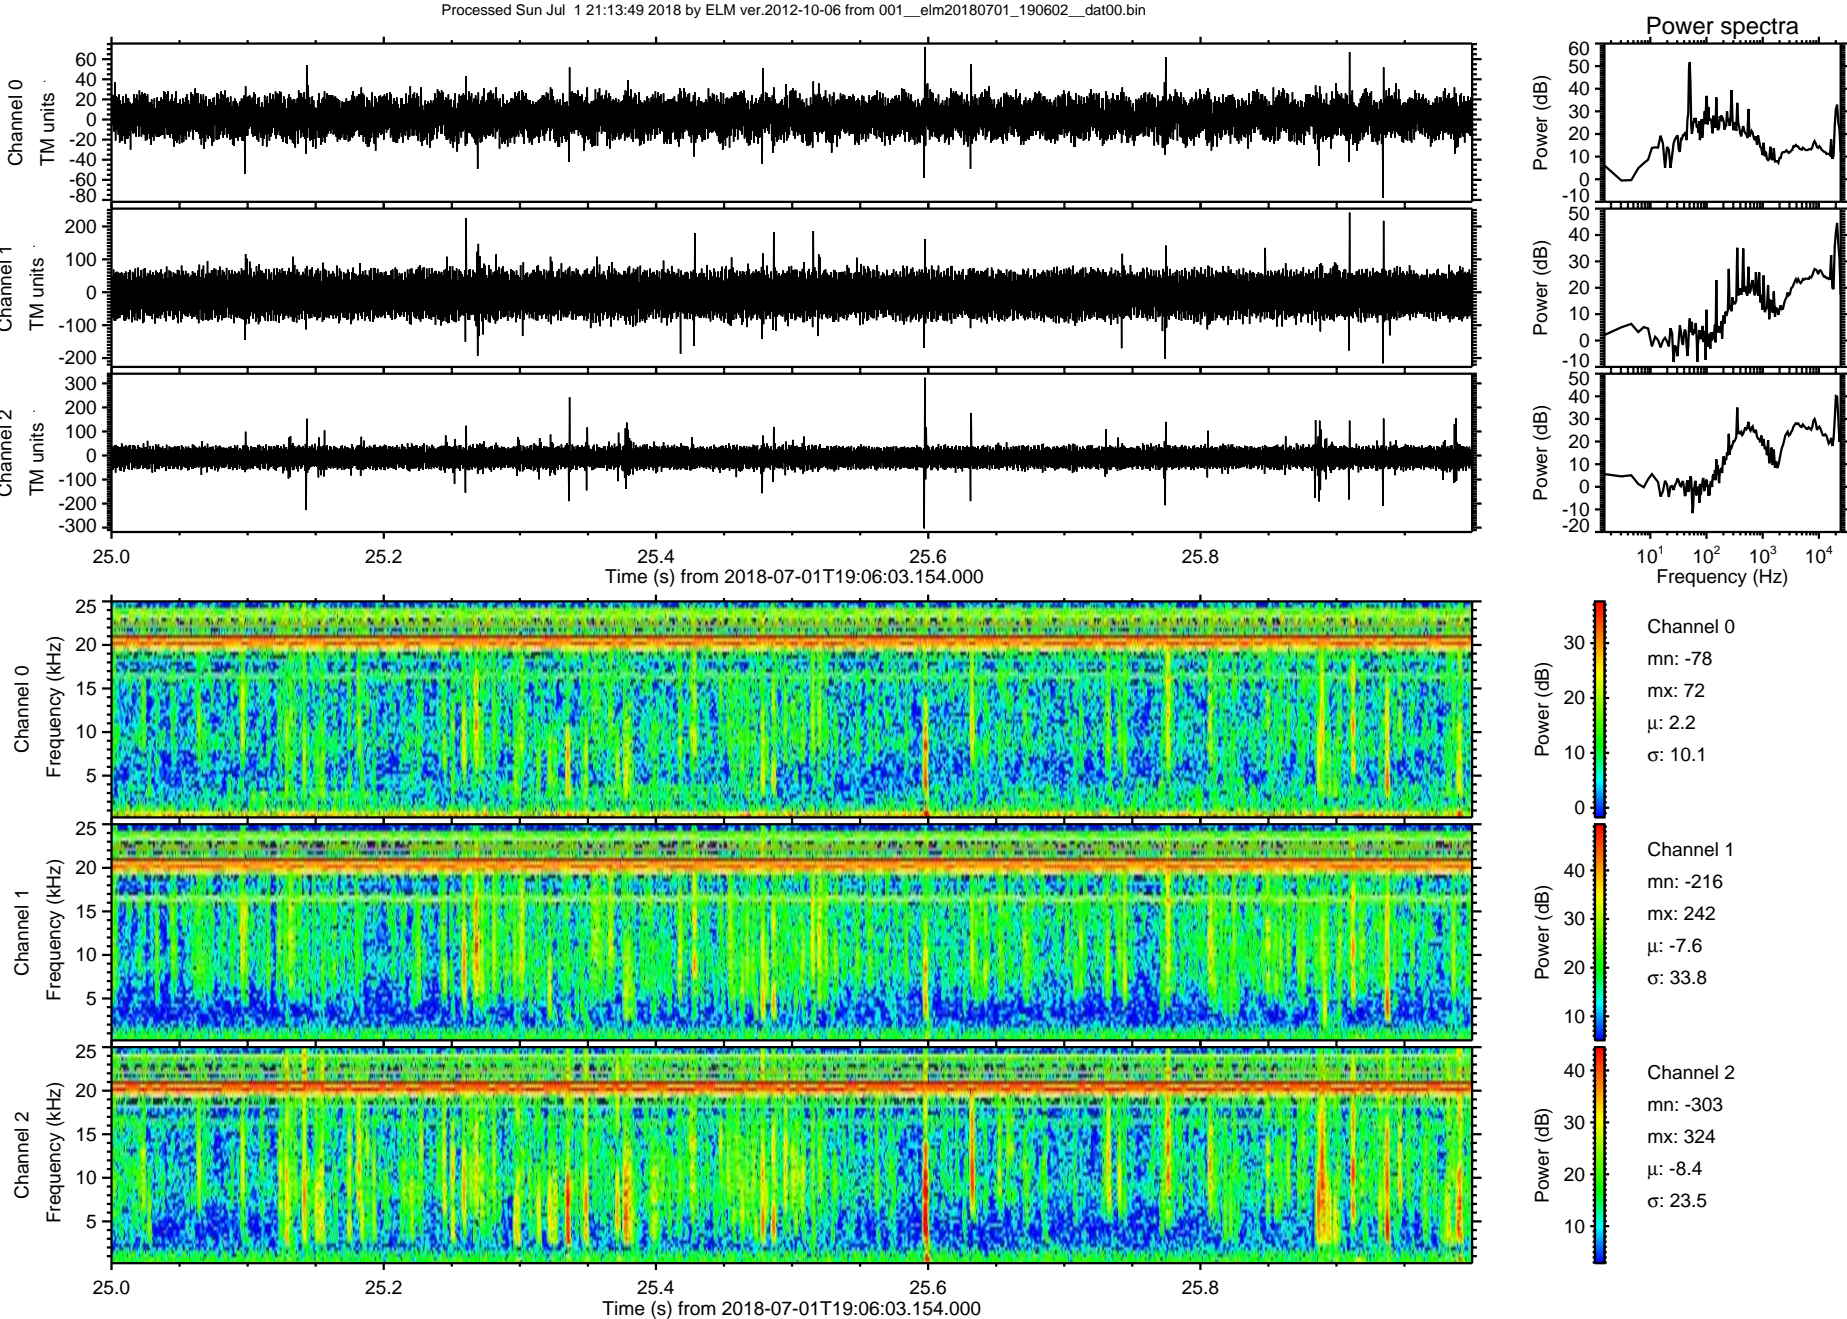 Processed Sun Jul 1 21:13:49 2018 by ELM ver.2012-10-06 from 001__elm20180701_190602__dat00.bin
Power spectra
Channel 0
TM units
60
40
20
0
-20
-40
-60
-80
Power (dB)
60
50
40
30
20
10
0
-10
Channel 1
TM units
200
100
0
-100
-200
Power (dB)
50
40
30
20
10
0
-10
Channel 2
TM units
300
200
100
0
-100
-200
-300
Power (dB)
50
40
30
20
10
0
-10
-20
25.0 25.2 25.4 25.6 25.8
Time (s) from 2018-07-01T19:06:03.154.000
10¹ 10² 10³ 10⁴
Frequency (Hz)
Channel 0
Frequency (kHz)
25
20
15
10
5
Power (dB)
30
20
10
0
Channel 0
mn: -78
mx: 72
μ: 2.2
σ: 10.1
Channel 1
Frequency (kHz)
25
20
15
10
5
Power (dB)
40
30
20
10
Channel 1
mn: -216
mx: 242
μ: -7.6
σ: 33.8
Channel 2
Frequency (kHz)
25
20
15
10
5
Power (dB)
40
30
20
10
Channel 2
mn: -303
mx: 324
μ: -8.4
σ: 23.5
25.0 25.2 25.4 25.6 25.8
Time (s) from 2018-07-01T19:06:03.154.000